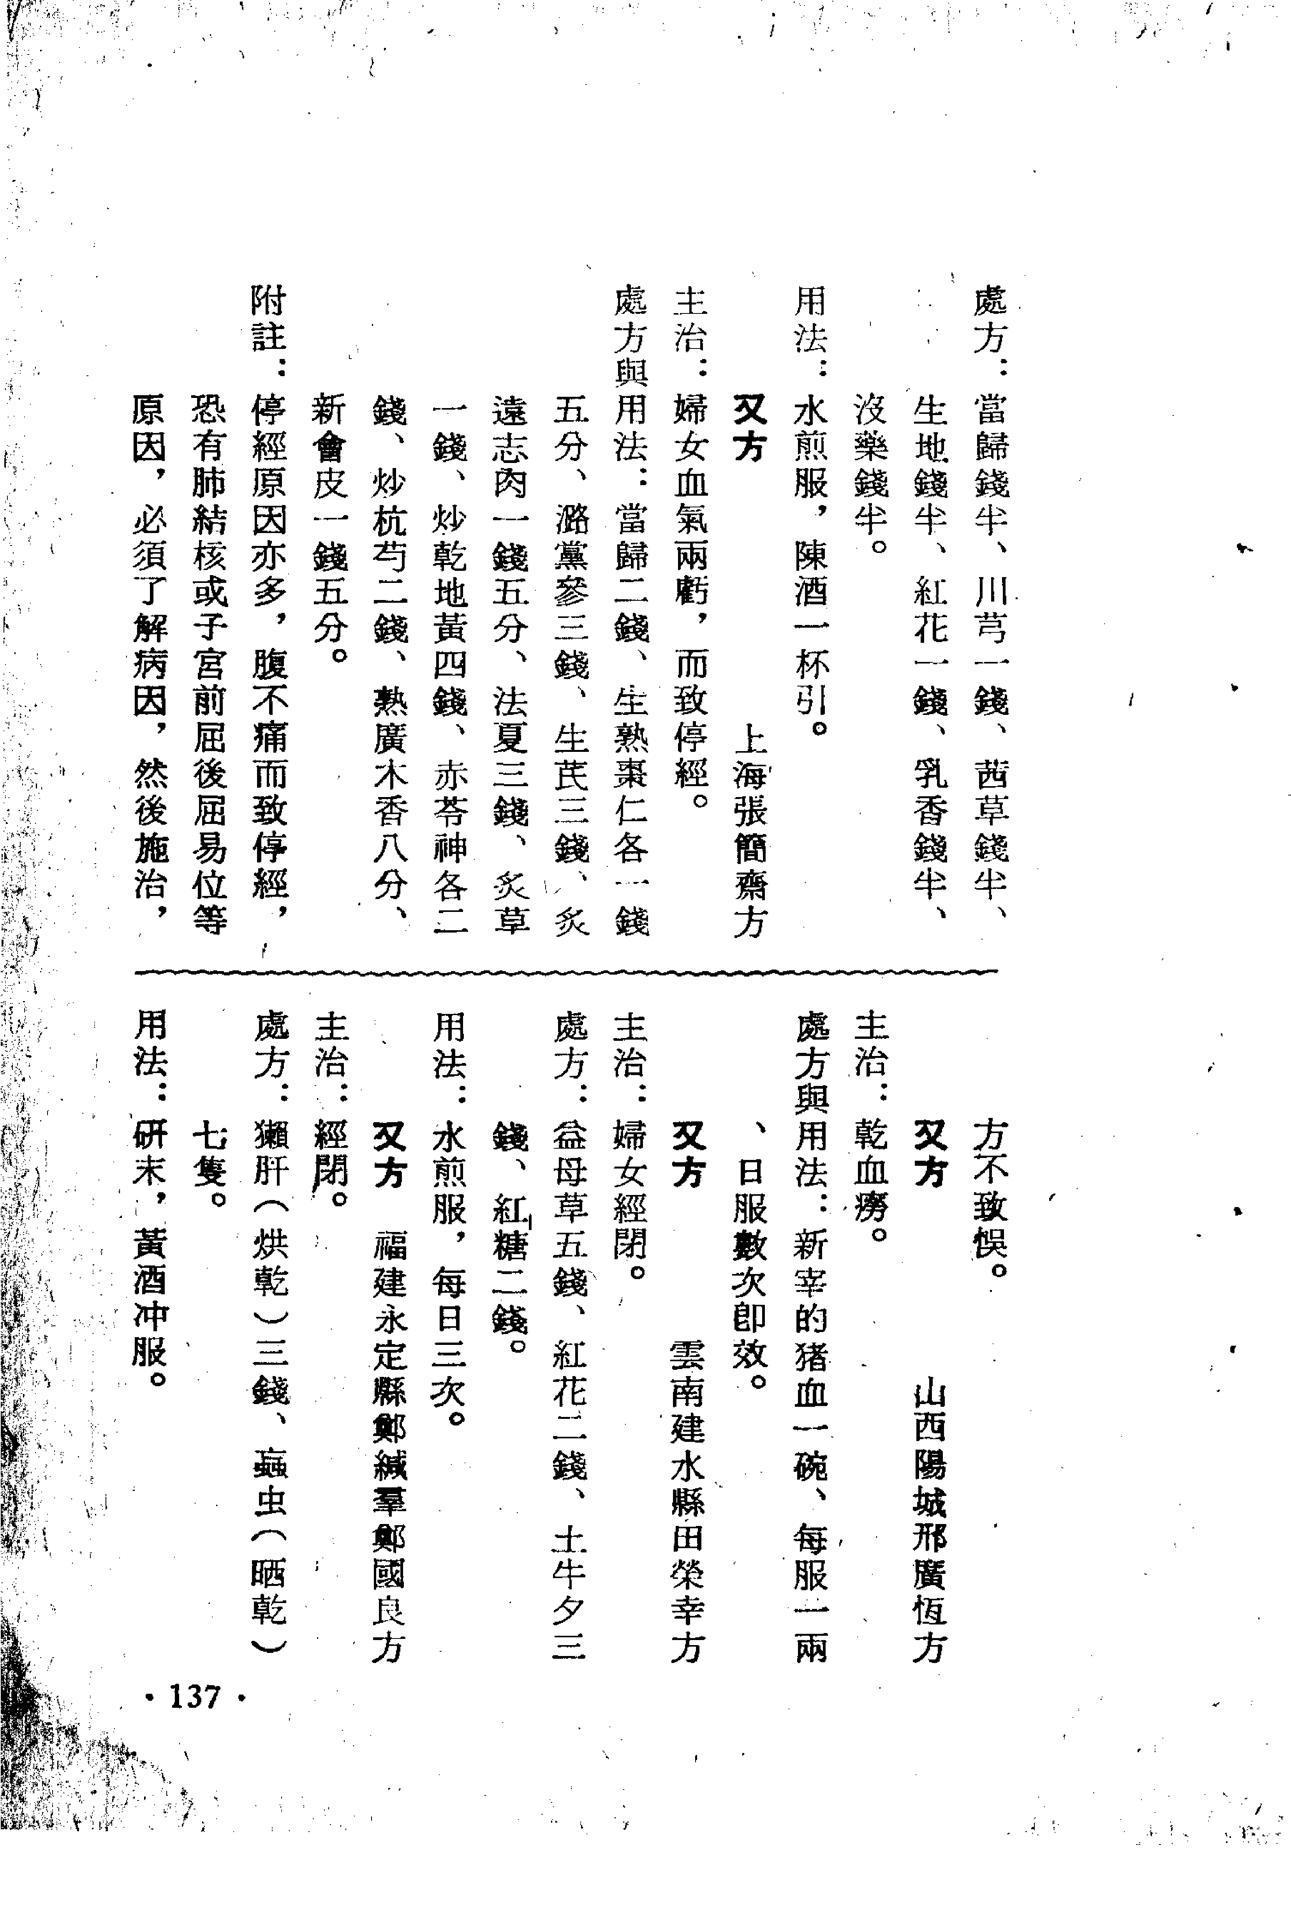 處方：當歸錢半、川芎一錢、茜草錢半、
生地錢半、紅花一錢、乳香錢半、
沒藥錢半。
用法：水煎服，陳酒一杯引。
又方　上海張簡齋方
主治：婦女血氣兩虧，而致停經。
處方與用法：當歸二錢、生熟棗仁各一錢
五分、潞黨參三錢、生芪三錢、炙
遠志肉一錢五分、法夏三錢、炙草
一錢、炒乾地黃四錢、赤苓神各二
錢、炒杭芍二錢、熟廣木香八分、
新會皮一錢五分。
附註：停經原因亦多，腹不痛而致停經，
恐有肺結核或子宮前屈後屈易位等
原因，必須了解病因，然後施治，
方不致悞。
又方　山西陽城邢廣恆方
主治：乾血癆。
處方與用法：新宰的猪血一碗、每服一兩
、日服數次卽效。
又方　雲南建水縣田榮幸方
主治：婦女經閉。
處方：益母草五錢、紅花二錢、土牛夕三
錢、紅糖二錢。
用法：水煎服，每日三次。
又方　福建永定縣鄭緘羣鄭國良方
主治：經閉。
處方：獺肝（烘乾）三錢、蝱虫（晒乾）
七隻。
用法：研末，黃酒冲服。
·137·